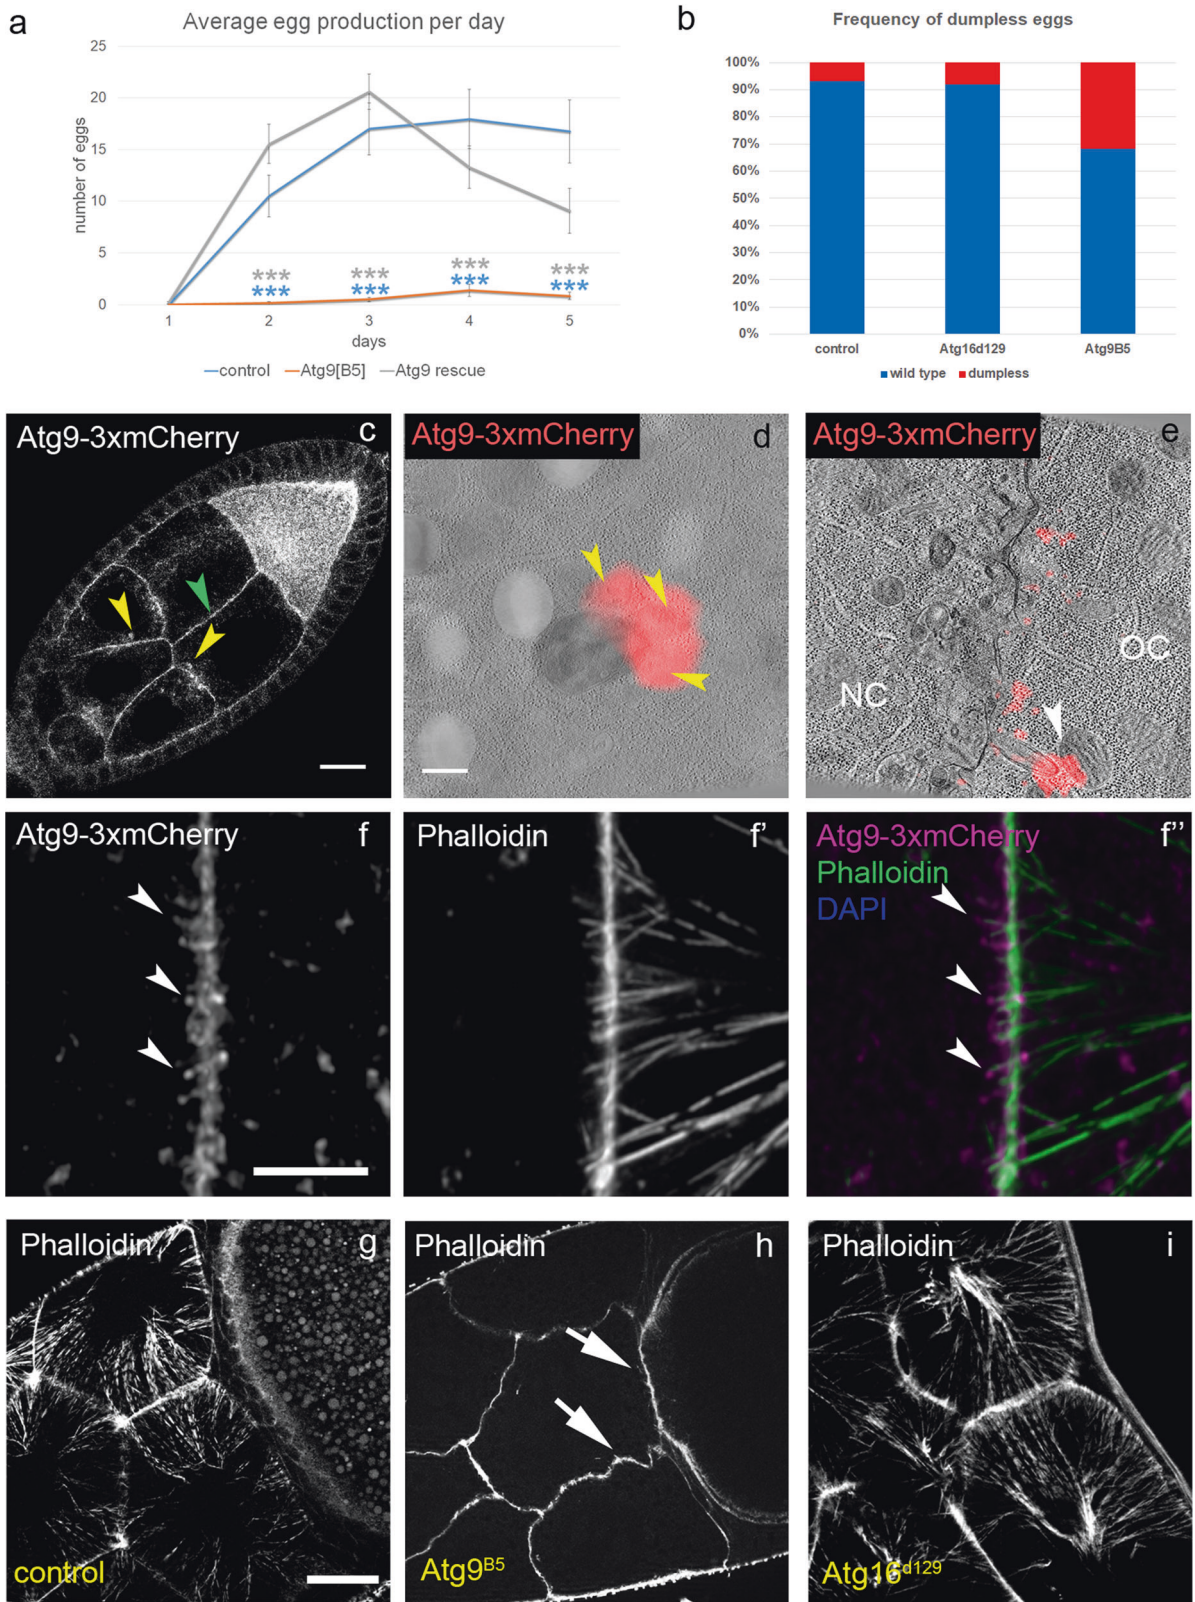 a
Average egg production per day
25
20
15
10
5
0
number of eggs
***
***
***
***
***
***
***
***
1
2
3
4
5
days
control
Atg9[B5]
Atg9 rescue
b
Frequency of dumpless eggs
100%
90%
80%
70%
60%
50%
40%
30%
20%
10%
0%
control
Atg16d129
Atg9B5
wild type
dumpless
Atg9-3xmCherry
c
Atg9-3xmCherry
d
Atg9-3xmCherry
e
NC
OC
Atg9-3xmCherry
f
Phalloidin
f'
Atg9-3xmCherry
f''
Phalloidin
DAPI
Phalloidin
g
control
Phalloidin
h
Atg9B5
Phalloidin
i
Atg16d129